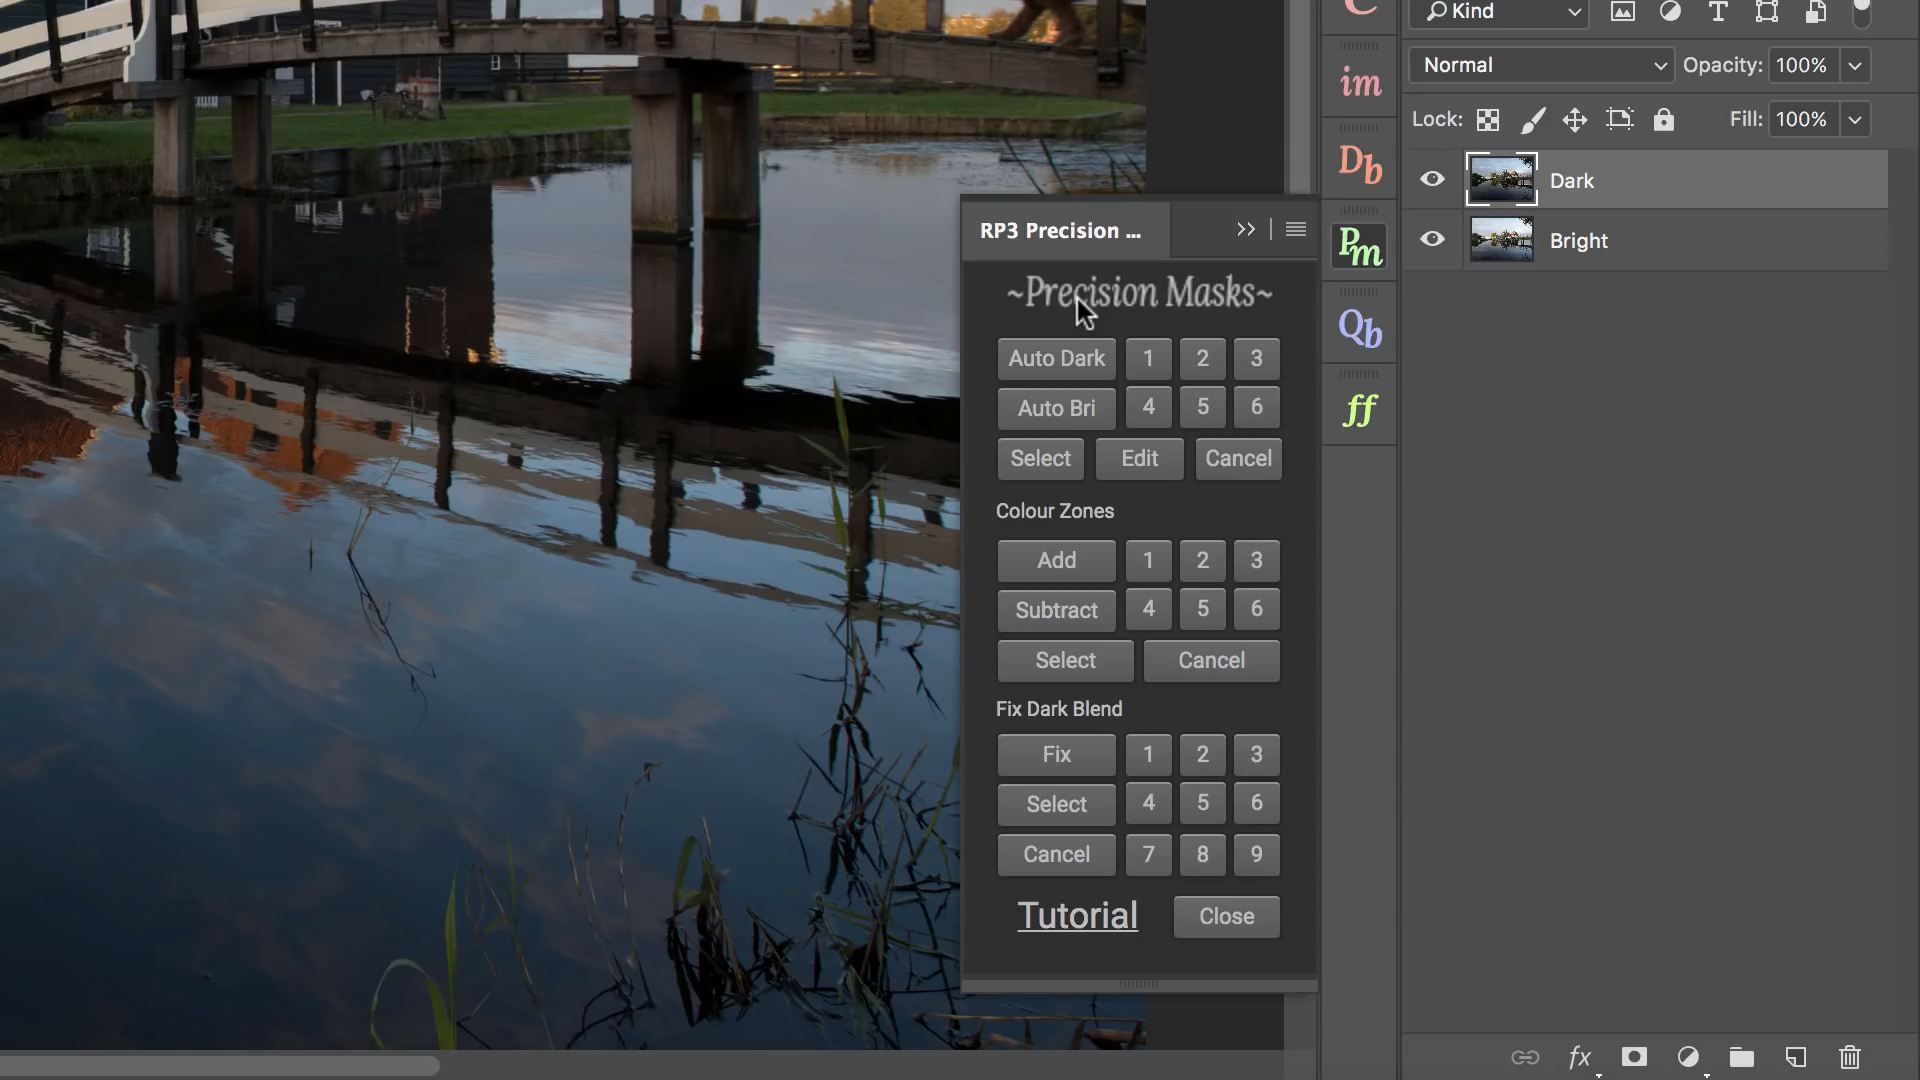 Kind
Normal Opacity: 100%
Lock: Fill: 100%
Dark
Bright
im
Db
Pm
Qb
ff
RP3 Precision ...
~Precision Masks~
Auto Dark 1 2 3
Auto Bri 4 5 6
Select Edit Cancel
Colour Zones
Add 1 2 3
Subtract 4 5 6
Select Cancel
Fix Dark Blend
Fix 1 2 3
Select 4 5 6
Cancel 7 8 9
Tutorial Close
fx